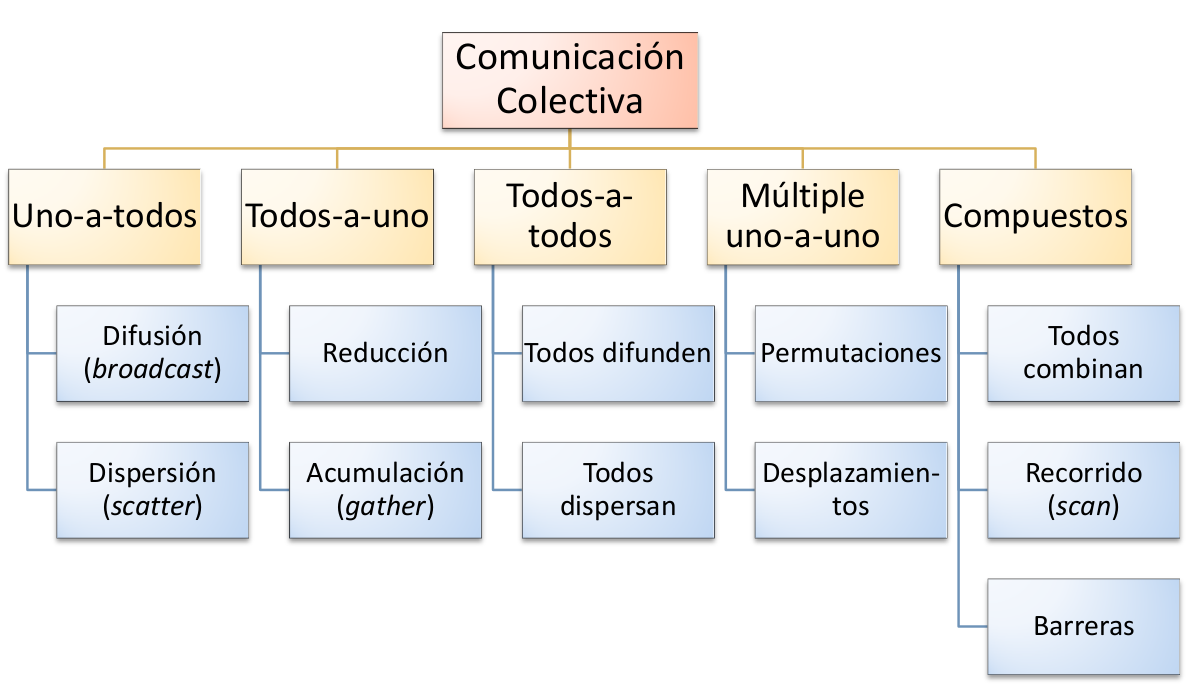 Comunicación
Colectiva
Uno-a-todos
Todos-a-uno
Todos-a-
todos
Múltiple
uno-a-uno
Compuestos
Difusión
(broadcast)
Reducción
Todos difunden
Permutaciones
Todos
combinan
Dispersión
(scatter)
Acumulación
(gather)
Todos
dispersan
Desplazamien-
tos
Recorrido
(scan)
Barreras